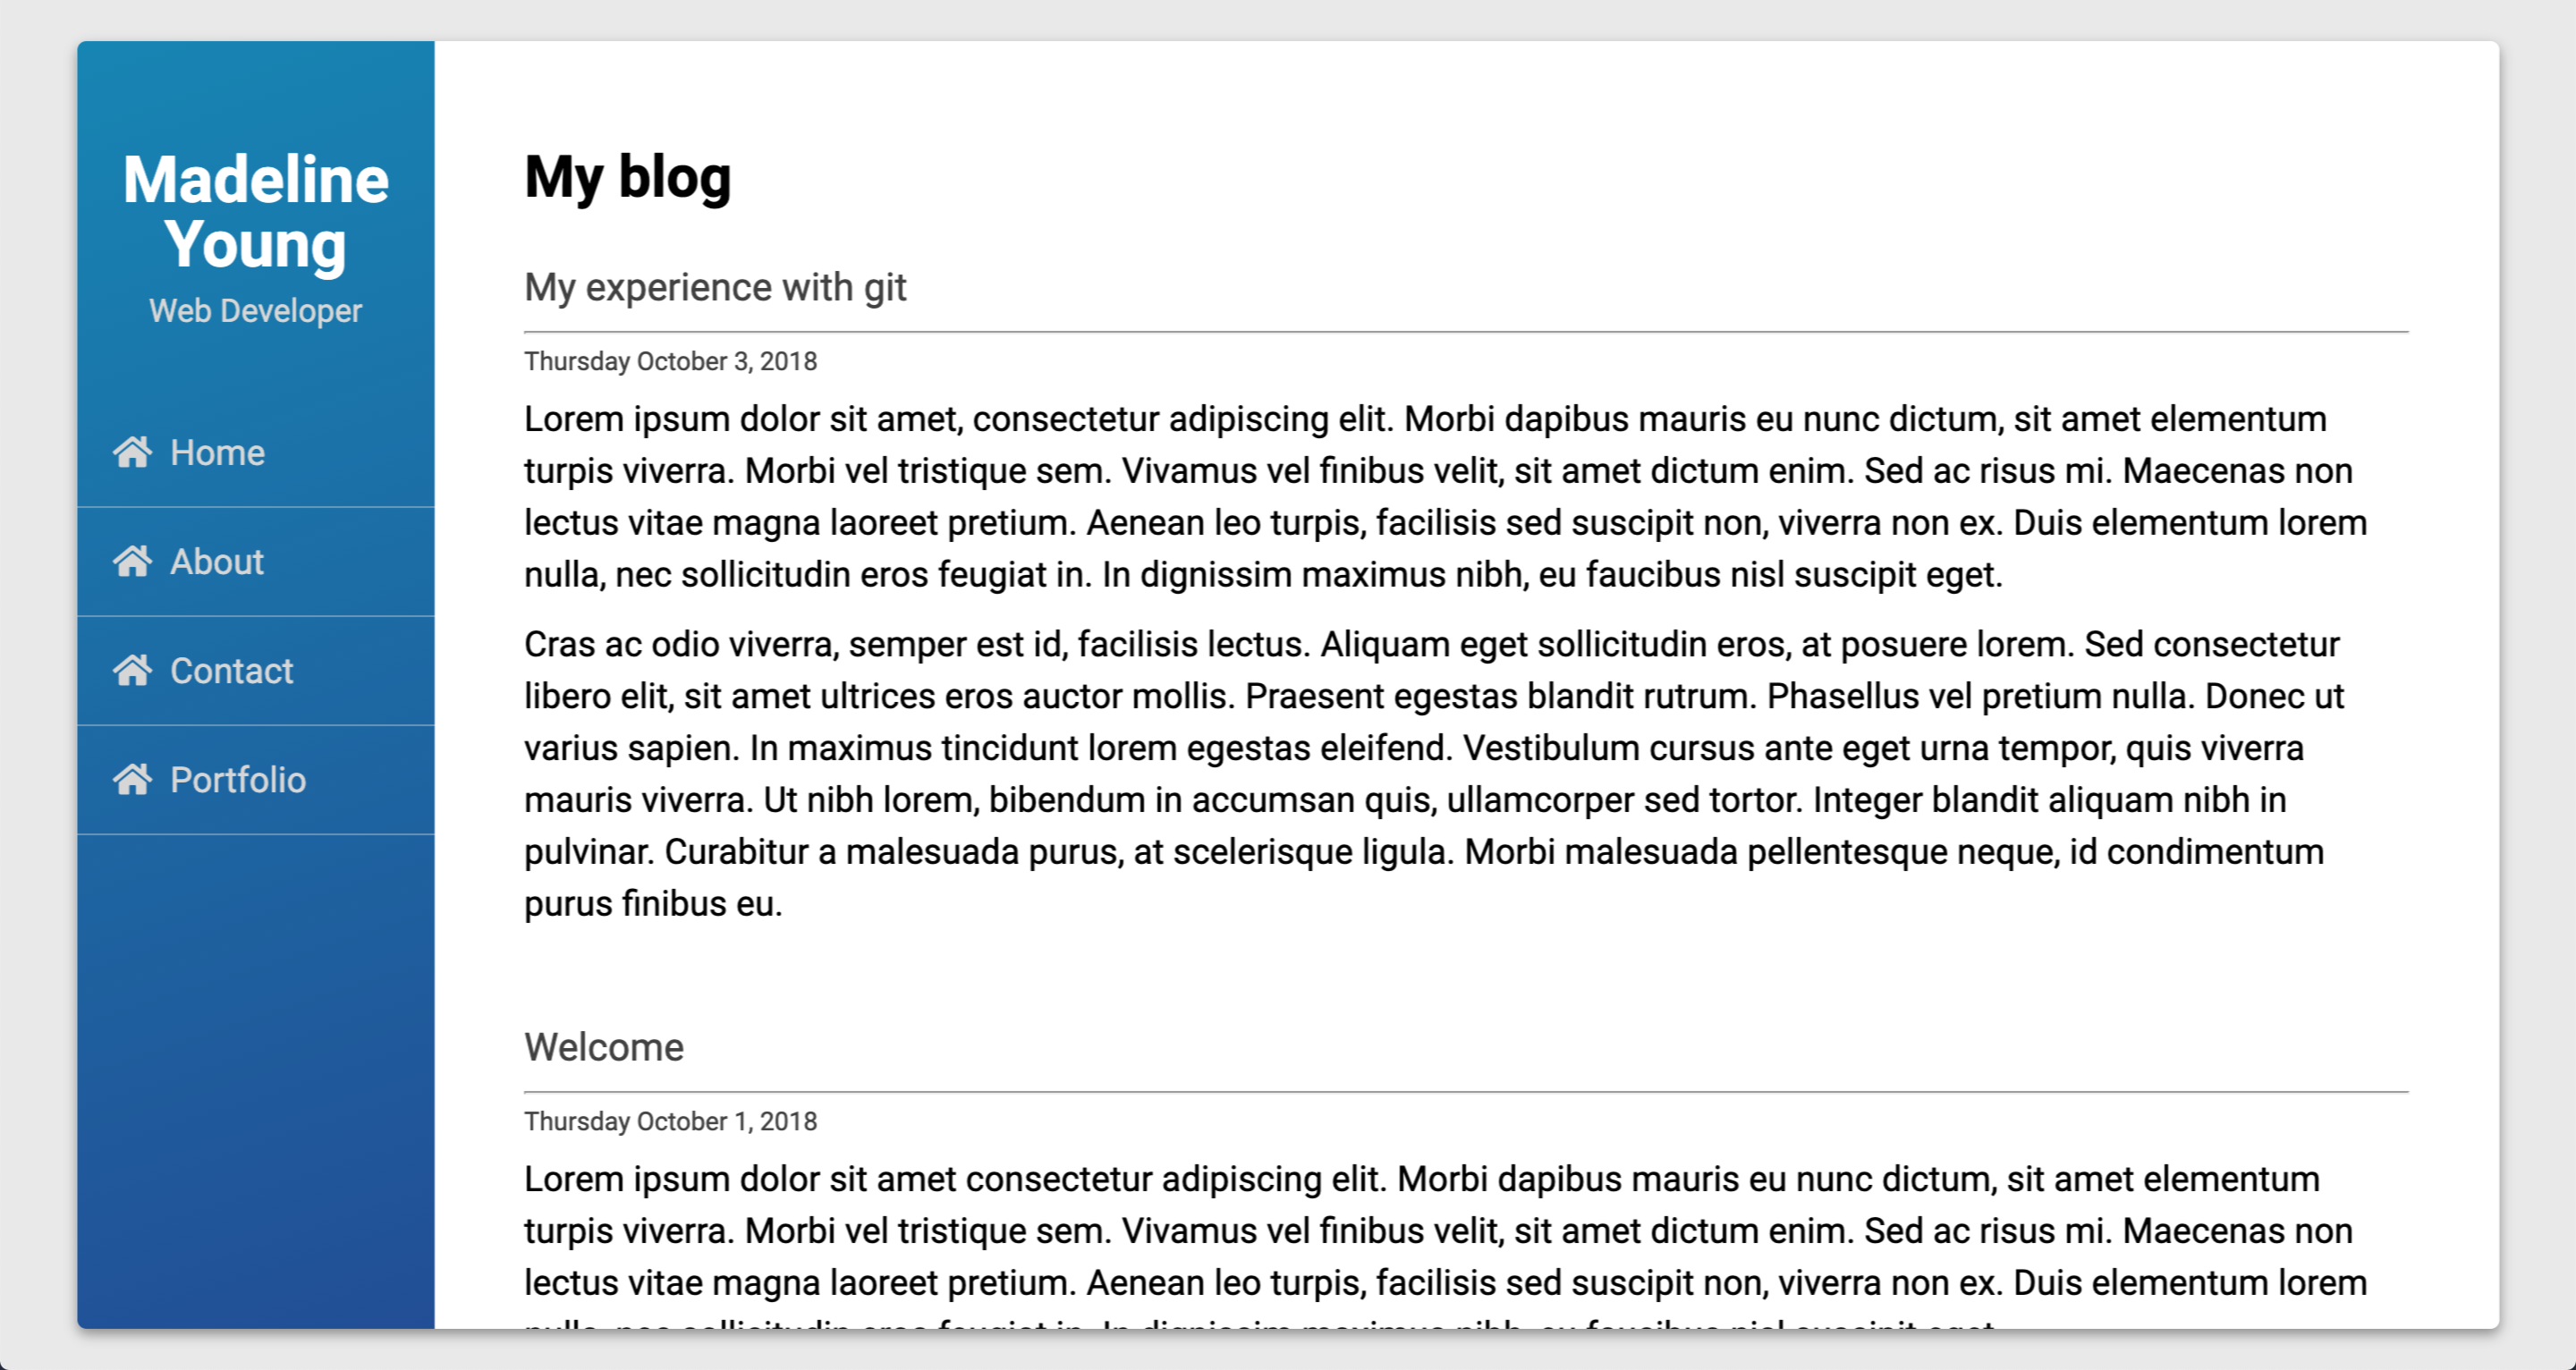 Madeline
Young
Web Developer
Home
About
Contact
Portfolio
My blog
My experience with git
Thursday October 3, 2018
Lorem ipsum dolor sit amet, consectetur adipiscing elit. Morbi dapibus mauris eu nunc dictum, sit amet elementum
turpis viverra. Morbi vel tristique sem. Vivamus vel finibus velit, sit amet dictum enim. Sed ac risus mi. Maecenas non
lectus vitae magna laoreet pretium. Aenean leo turpis, facilisis sed suscipit non, viverra non ex. Duis elementum lorem
nulla, nec sollicitudin eros feugiat in. In dignissim maximus nibh, eu faucibus nisl suscipit eget.
Cras ac odio viverra, semper est id, facilisis lectus. Aliquam eget sollicitudin eros, at posuere lorem. Sed consectetur
libero elit, sit amet ultrices eros auctor mollis. Praesent egestas blandit rutrum. Phasellus vel pretium nulla. Donec ut
varius sapien. In maximus tincidunt lorem egestas eleifend. Vestibulum cursus ante eget urna tempor, quis viverra
mauris viverra. Ut nibh lorem, bibendum in accumsan quis, ullamcorper sed tortor. Integer blandit aliquam nibh in
pulvinar. Curabitur a malesuada purus, at scelerisque ligula. Morbi malesuada pellentesque neque, id condimentum
purus finibus eu.
Welcome
Thursday October 1, 2018
Lorem ipsum dolor sit amet consectetur adipiscing elit. Morbi dapibus mauris eu nunc dictum, sit amet elementum
turpis viverra. Morbi vel tristique sem. Vivamus vel finibus velit, sit amet dictum enim. Sed ac risus mi. Maecenas non
lectus vitae magna laoreet pretium. Aenean leo turpis, facilisis sed suscipit non, viverra non ex. Duis elementum lorem